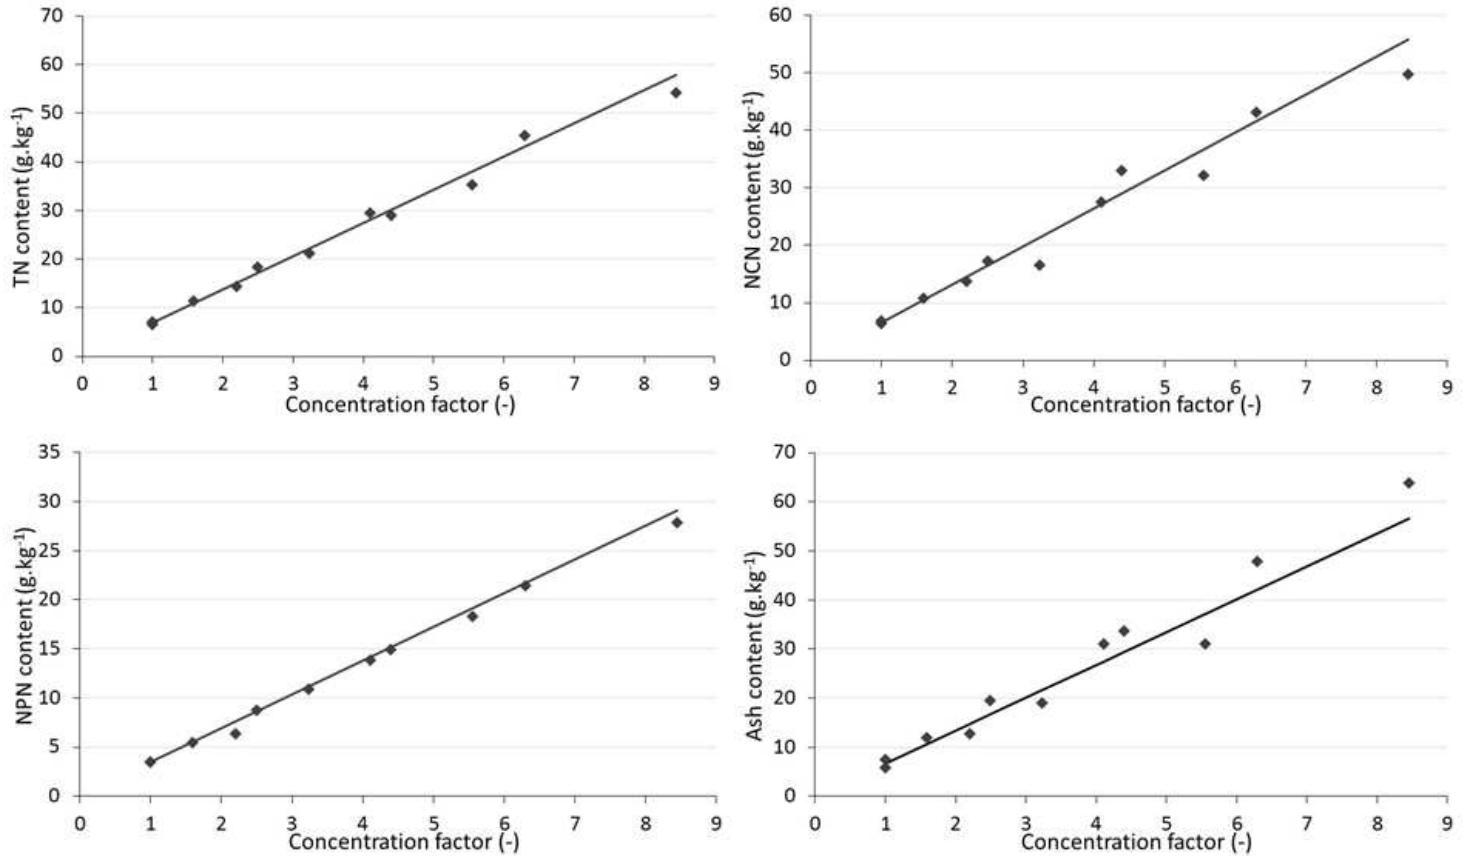 70
60
50
40
30
20
10
0
TN content (g.kg⁻¹)
0 1 2 3 4 5 6 7 8 9
Concentration factor (-)
60
50
40
30
20
10
0
NCN content (g.kg⁻¹)
0 1 2 3 4 5 6 7 8 9
Concentration factor (-)
35
30
25
20
15
10
5
0
NPN content (g.kg⁻¹)
0 1 2 3 4 5 6 7 8 9
Concentration factor (-)
70
60
50
40
30
20
10
0
Ash content (g.kg⁻¹)
0 1 2 3 4 5 6 7 8 9
Concentration factor (-)